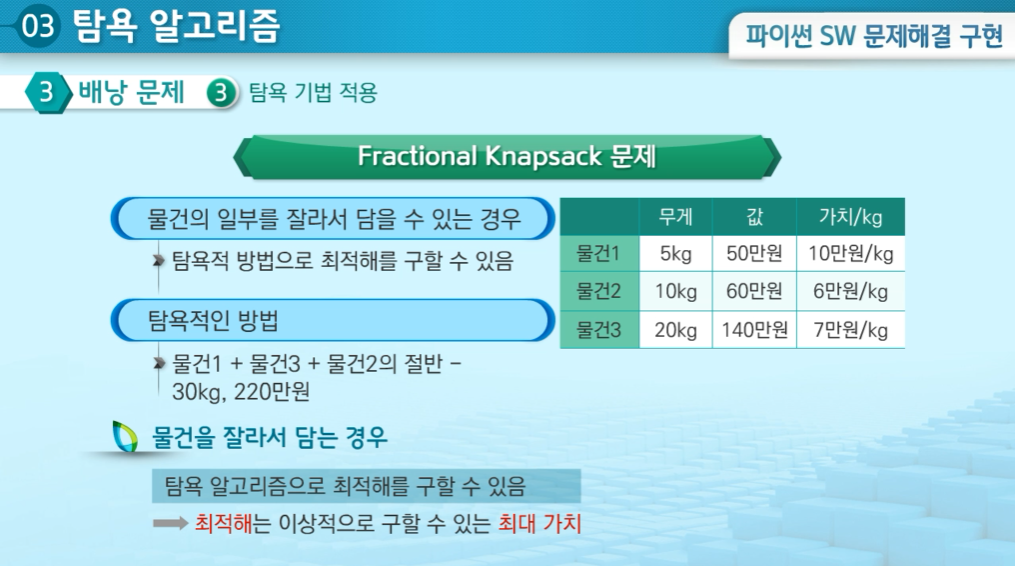 03 탐욕 알고리즘
파이썬 SW 문제해결 구현
3 배낭 문제 3 탐욕 기법 적용
Fractional Knapsack 문제
물건의 일부를 잘라서 담을 수 있는 경우
탐욕적 방법으로 최적해를 구할 수 있음
탐욕적인 방법
물건1 + 물건3 + 물건2의 절반 –
30kg, 220만원
무게 값 가치/kg
물건1 5kg 50만원 10만원/kg
물건2 10kg 60만원 6만원/kg
물건3 20kg 140만원 7만원/kg
물건을 잘라서 담는 경우
탐욕 알고리즘으로 최적해를 구할 수 있음
최적해는 이상적으로 구할 수 있는 최대 가치